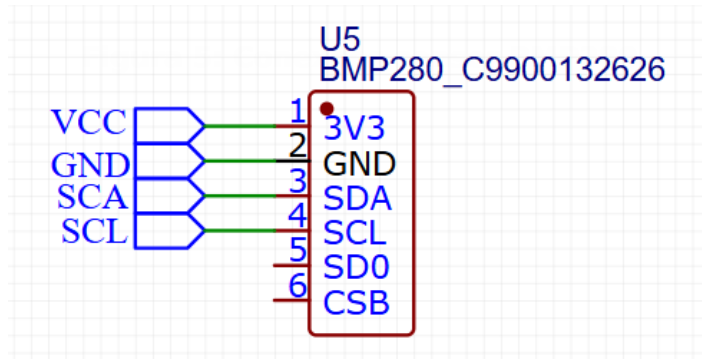 U5
BMP280_C9900132626
VCC 1 3V3
GND 2 GND
SCA 3 SDA
SCL 4 SCL
5 SD0
6 CSB